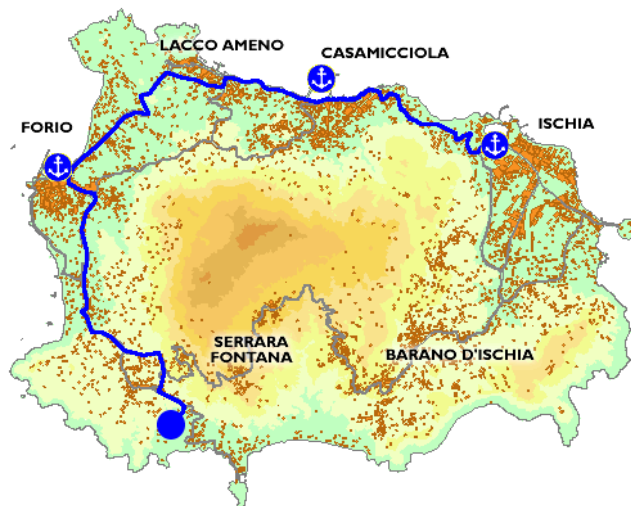 LACCO AMENO
CASAMICCIOLA
FORIO
ISCHIA
SERRARA
FONTANA
BARANO D'ISCHIA